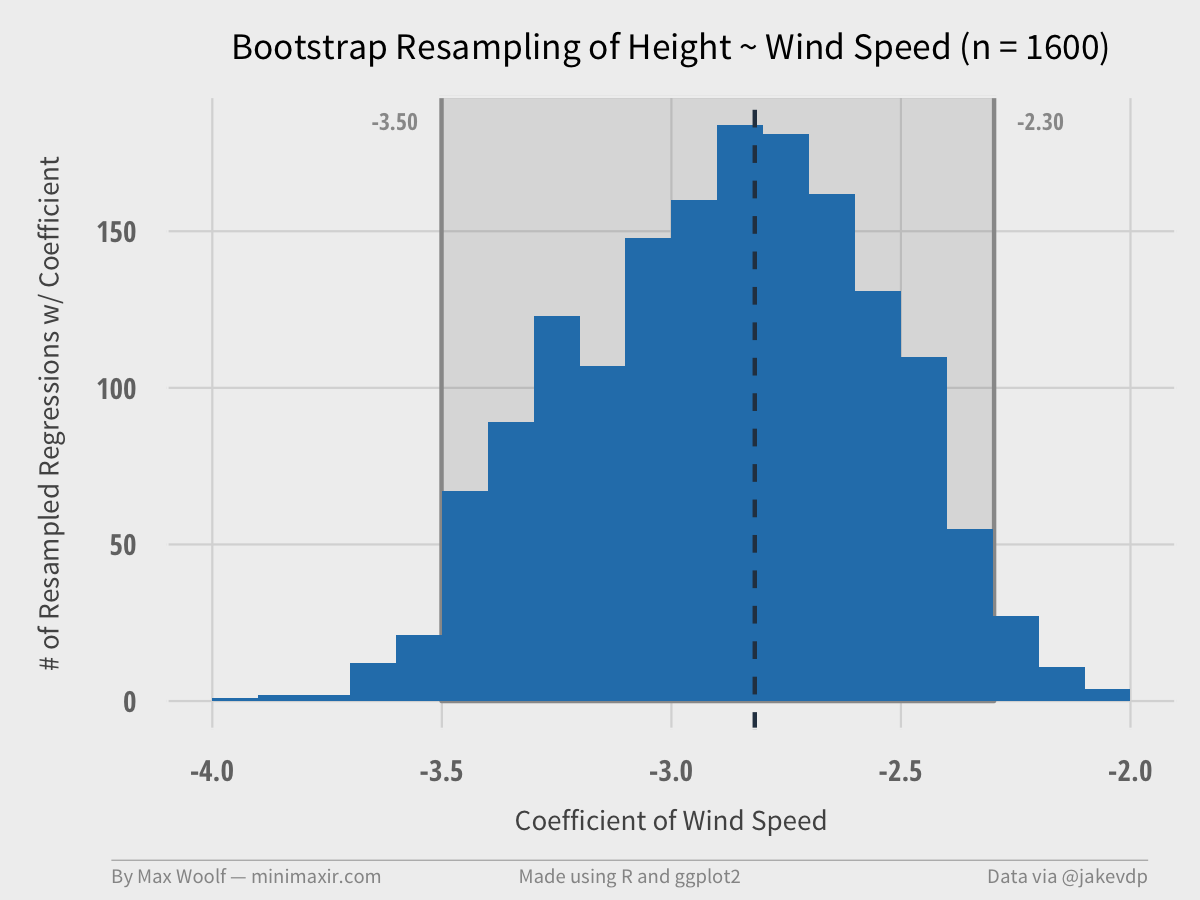 Bootstrap Resampling of Height ~ Wind Speed (n = 1600)
-3.50
-2.30
# of Resampled Regressions w/ Coefficient
150
100
50
0
-4.0
-3.5
-3.0
-2.5
-2.0
Coefficient of Wind Speed
By Max Woolf — minimaxir.com
Made using R and ggplot2
Data via @jakevdp